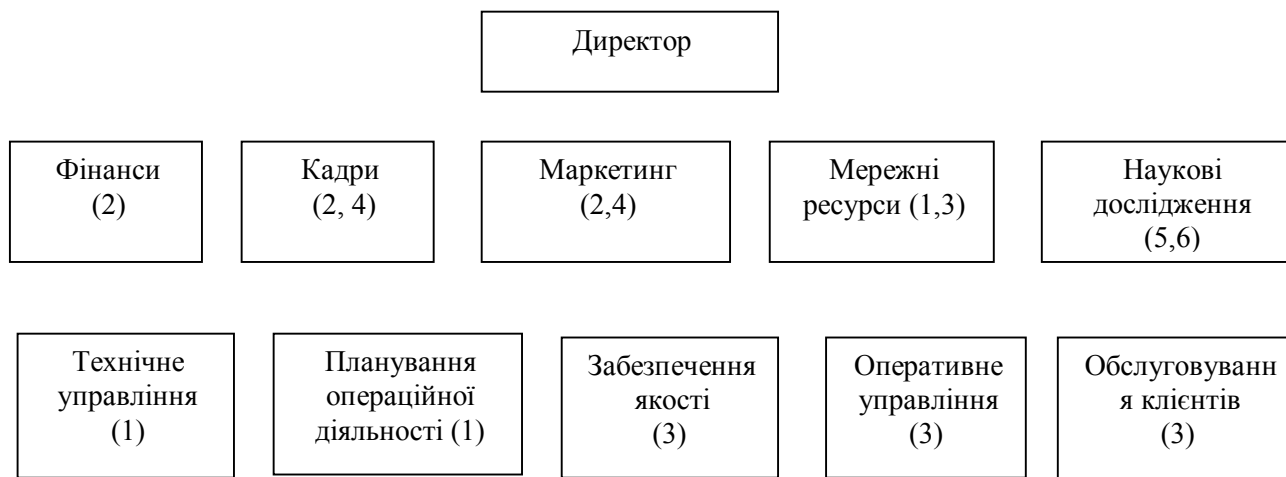 Директор
Фінанси
(2)
Кадри
(2, 4)
Маркетинг
(2,4)
Мережні
ресурси (1,3)
Наукові
дослідження
(5,6)
Технічне
управління
(1)
Планування
операційної
діяльності (1)
Забезпечення
якості
(3)
Оперативне
управління
(3)
Обслуговуванн
я клієнтів
(3)